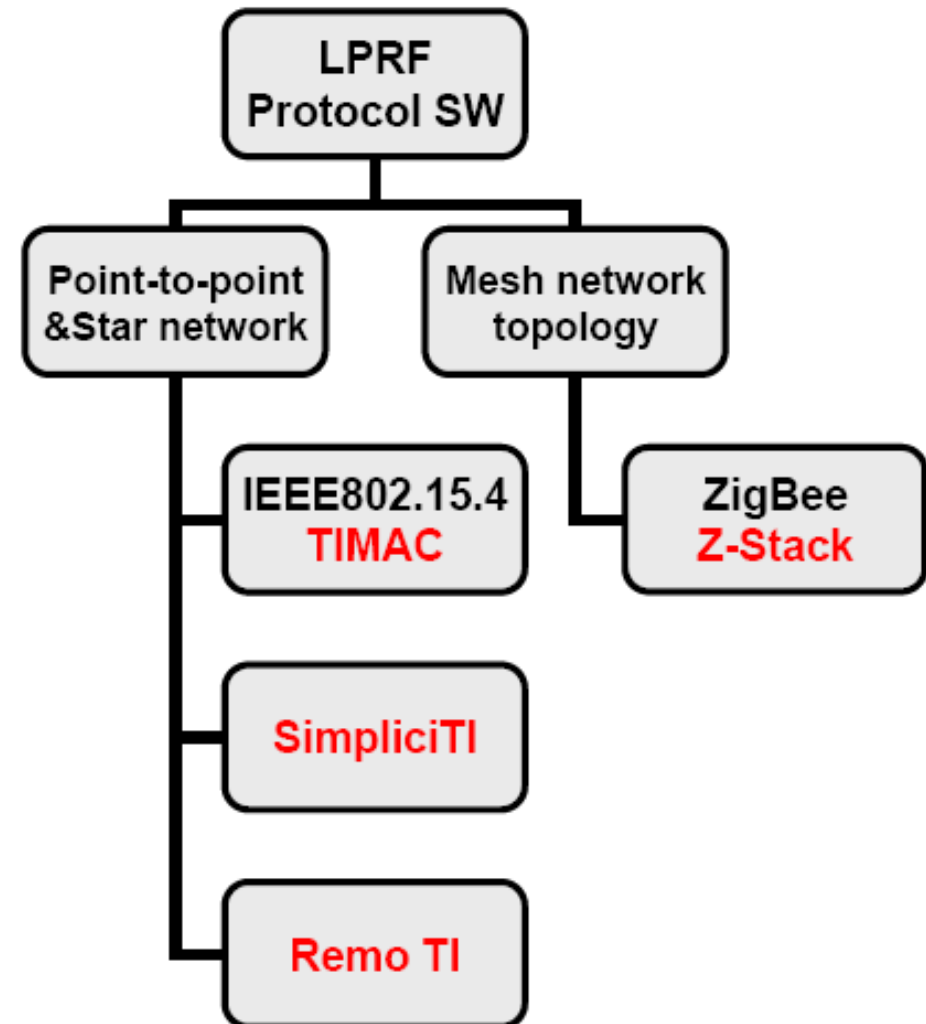 LPRF
Protocol SW
Point-to-point
&Star network
Mesh network
topology
IEEE802.15.4
TIMAC
ZigBee
Z-Stack
SimpliciTI
Remo TI